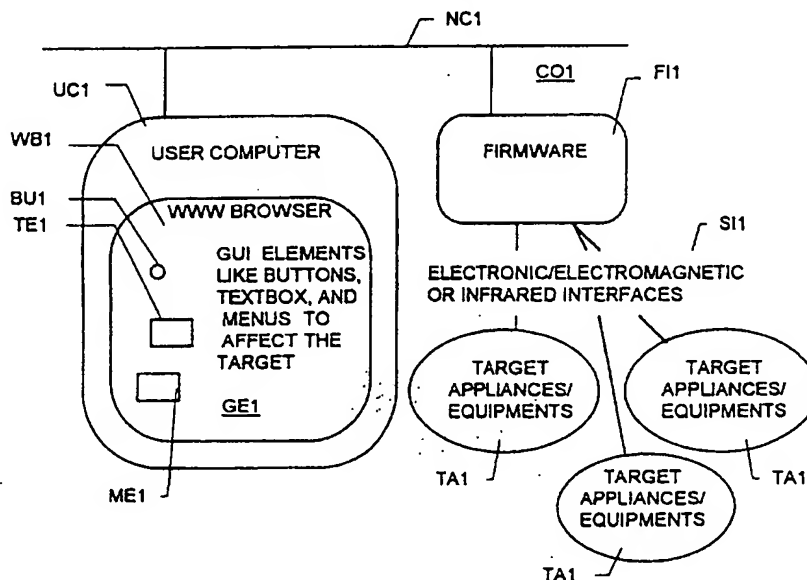 NC1
CO1
UC1
FI1
WB1
USER COMPUTER
FIRMWARE
BU1
WWW BROWSER
TE1
SI1
GUI ELEMENTS
LIKE BUTTONS,
TEXTBOX, AND
MENUS TO
AFFECT THE
TARGET
ELECTRONIC/ELECTROMAGNETIC
OR INFRARED INTERFACES
TARGET
APPLIANCES/
EQUIPMENTS
TARGET
APPLIANCES/
EQUIPMENTS
GE1
TA1
TA1
ME1
TARGET
APPLIANCES/
EQUIPMENTS
TA1